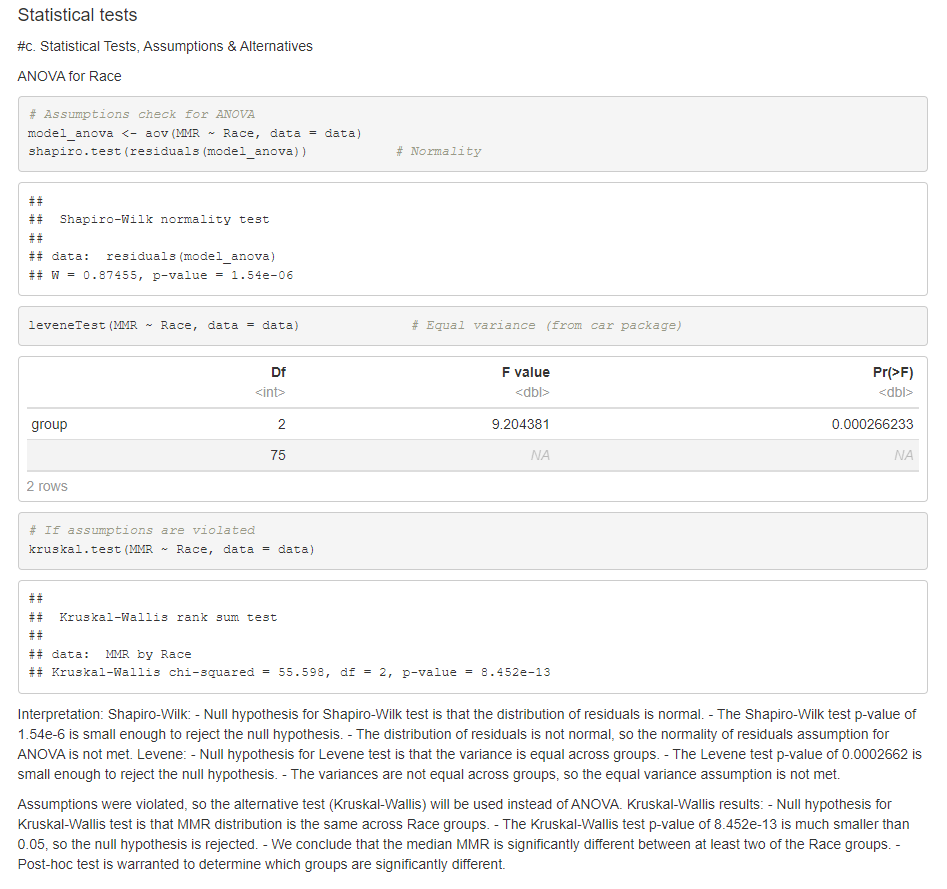 Statistical tests
#c. Statistical Tests, Assumptions & Alternatives
ANOVA for Race
# Assumptions check for ANOVA
model_anova <- aov(MMR ~ Race, data = data)
shapiro.test(residuals(model_anova))           # Normality
##
##  Shapiro-Wilk normality test
##
## data:  residuals(model_anova)
## W = 0.87455, p-value = 1.54e-06
leveneTest(MMR ~ Race, data = data)              # Equal variance (from car package)
Df F value Pr(>F)
<int> <dbl> <dbl>
group 2 9.204381 0.000266233
75 NA NA
2 rows
# If assumptions are violated
kruskal.test(MMR ~ Race, data = data)
##
##  Kruskal-Wallis rank sum test
##
## data:  MMR by Race
## Kruskal-Wallis chi-squared = 55.598, df = 2, p-value = 8.452e-13
Interpretation: Shapiro-Wilk: - Null hypothesis for Shapiro-Wilk test is that the distribution of residuals is normal. - The Shapiro-Wilk test p-value of
1.54e-6 is small enough to reject the null hypothesis. - The distribution of residuals is not normal, so the normality of residuals assumption for
ANOVA is not met. Levene: - Null hypothesis for Levene test is that the variance is equal across groups. - The Levene test p-value of 0.0002662 is
small enough to reject the null hypothesis. - The variances are not equal across groups, so the equal variance assumption is not met.
Assumptions were violated, so the alternative test (Kruskal-Wallis) will be used instead of ANOVA. Kruskal-Wallis results: - Null hypothesis for
Kruskal-Wallis test is that MMR distribution is the same across Race groups. - The Kruskal-Wallis test p-value of 8.452e-13 is much smaller than
0.05, so the null hypothesis is rejected. - We conclude that the median MMR is significantly different between at least two of the Race groups. -
Post-hoc test is warranted to determine which groups are significantly different.